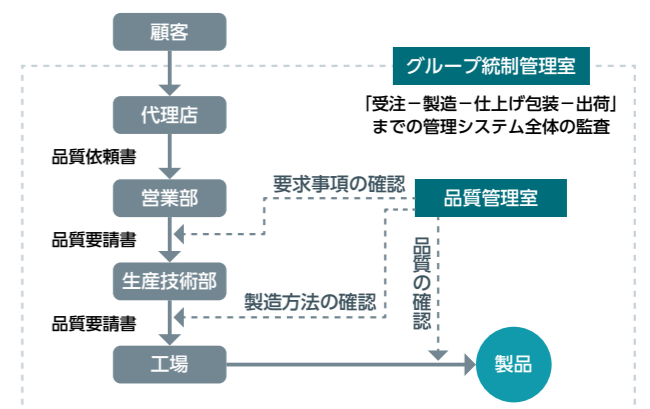 顧客
グループ統制管理室
「受注－製造－仕上げ包装－出荷」
までの管理システム全体の監査
代理店
品質依頼書
要求事項の確認
営業部
品質管理室
品質要請書
品質の確認
生産技術部
製造方法の確認
品質要請書
工場
製品